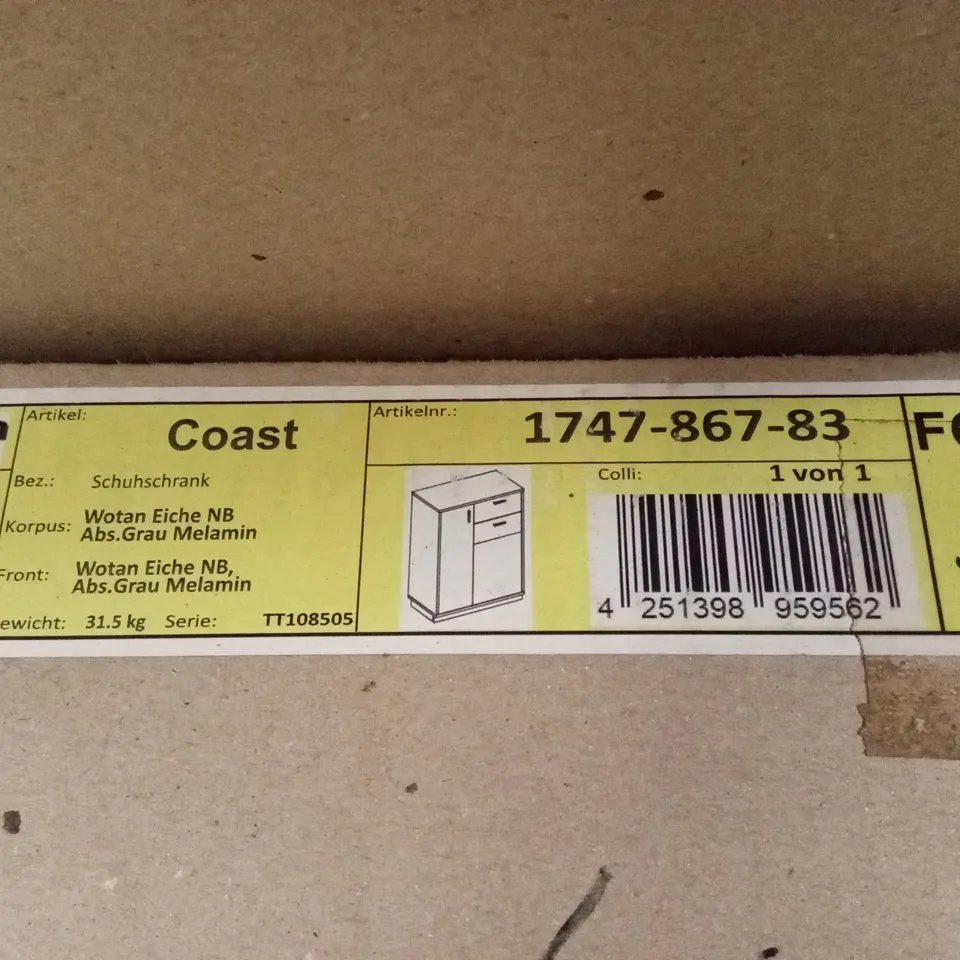 Artikel: Coast
Bez.: Schuhschrank
Korpus: Wotan Eiche NB
Abs.Grau Melamin
Front: Wotan Eiche NB,
Abs.Grau Melamin
ewicht: 31.5 kg Serie: TT108505
Artikelnr.: 1747-867-83
Colli: 1 von 1
4 251398 959562